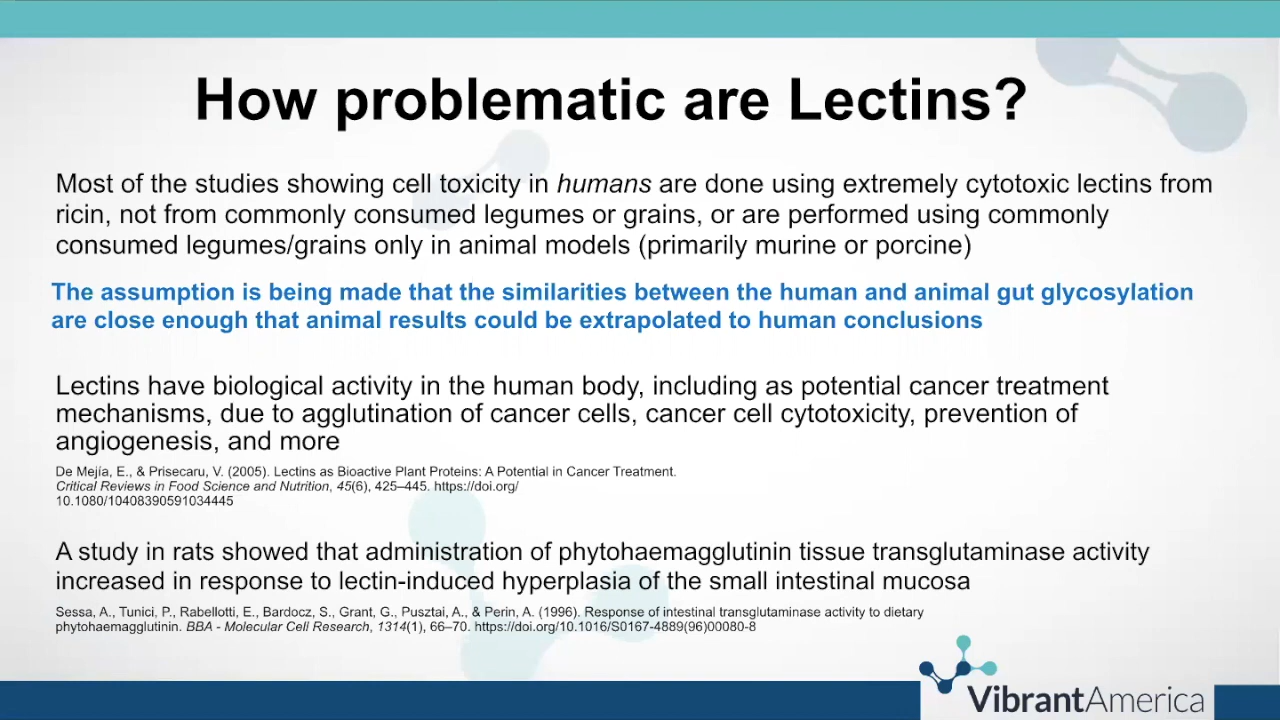 How problematic are Lectins?
Most of the studies showing cell toxicity in humans are done using extremely cytotoxic lectins from
ricin, not from commonly consumed legumes or grains, or are performed using commonly
consumed legumes/grains only in animal models (primarily murine or porcine)
The assumption is being made that the similarities between the human and animal gut glycosylation
are close enough that animal results could be extrapolated to human conclusions
Lectins have biological activity in the human body, including as potential cancer treatment
mechanisms, due to agglutination of cancer cells, cancer cell cytotoxicity, prevention of
angiogenesis, and more
De Mejía, E., & Prisecaru, V. (2005). Lectins as Bioactive Plant Proteins: A Potential in Cancer Treatment.
Critical Reviews in Food Science and Nutrition, 45(6), 425–445. https://doi.org/
10.1080/10408390591034445
A study in rats showed that administration of phytohaemagglutinin tissue transglutaminase activity
increased in response to lectin-induced hyperplasia of the small intestinal mucosa
Sessa, A., Tunici, P., Rabellotti, E., Bardocz, S., Grant, G., Pusztai, A., & Perin, A. (1996). Response of intestinal transglutaminase activity to dietary
phytohaemagglutinin. BBA - Molecular Cell Research, 1314(1), 66–70. https://doi.org/10.1016/S0167-4889(96)00080-8
VibrantAmerica